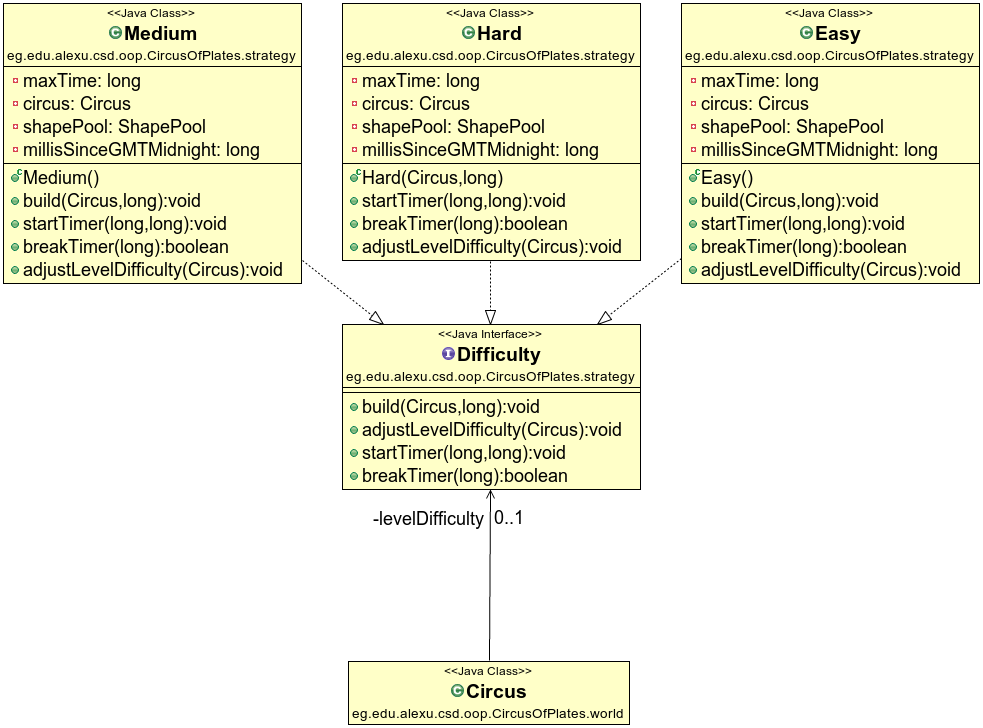 <<Java Class>>
Medium
eg.edu.alexu.csd.oop.CircusOfPlates.strategy
maxTime: long
circus: Circus
shapePool: ShapePool
millisSinceGMTMidnight: long
Medium()
build(Circus,long):void
startTimer(long,long):void
breakTimer(long):boolean
adjustLevelDifficulty(Circus):void
<<Java Class>>
Hard
eg.edu.alexu.csd.oop.CircusOfPlates.strategy
maxTime: long
circus: Circus
shapePool: ShapePool
millisSinceGMTMidnight: long
Hard(Circus,long)
startTimer(long,long):void
breakTimer(long):boolean
adjustLevelDifficulty(Circus):void
<<Java Class>>
Easy
eg.edu.alexu.csd.oop.CircusOfPlates.strategy
maxTime: long
circus: Circus
shapePool: ShapePool
millisSinceGMTMidnight: long
Easy()
build(Circus,long):void
startTimer(long,long):void
breakTimer(long):boolean
adjustLevelDifficulty(Circus):void
<<Java Interface>>
Difficulty
eg.edu.alexu.csd.oop.CircusOfPlates.strategy
build(Circus,long):void
adjustLevelDifficulty(Circus):void
startTimer(long,long):void
breakTimer(long):boolean
-levelDifficulty 0..1
<<Java Class>>
Circus
eg.edu.alexu.csd.oop.CircusOfPlates.world